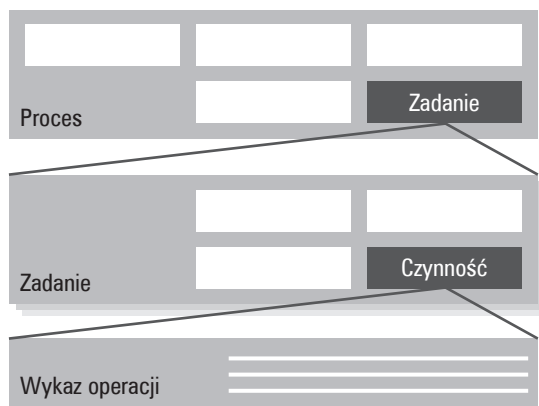 Zadanie
Proces
Czynność
Zadanie
Wykaz operacji